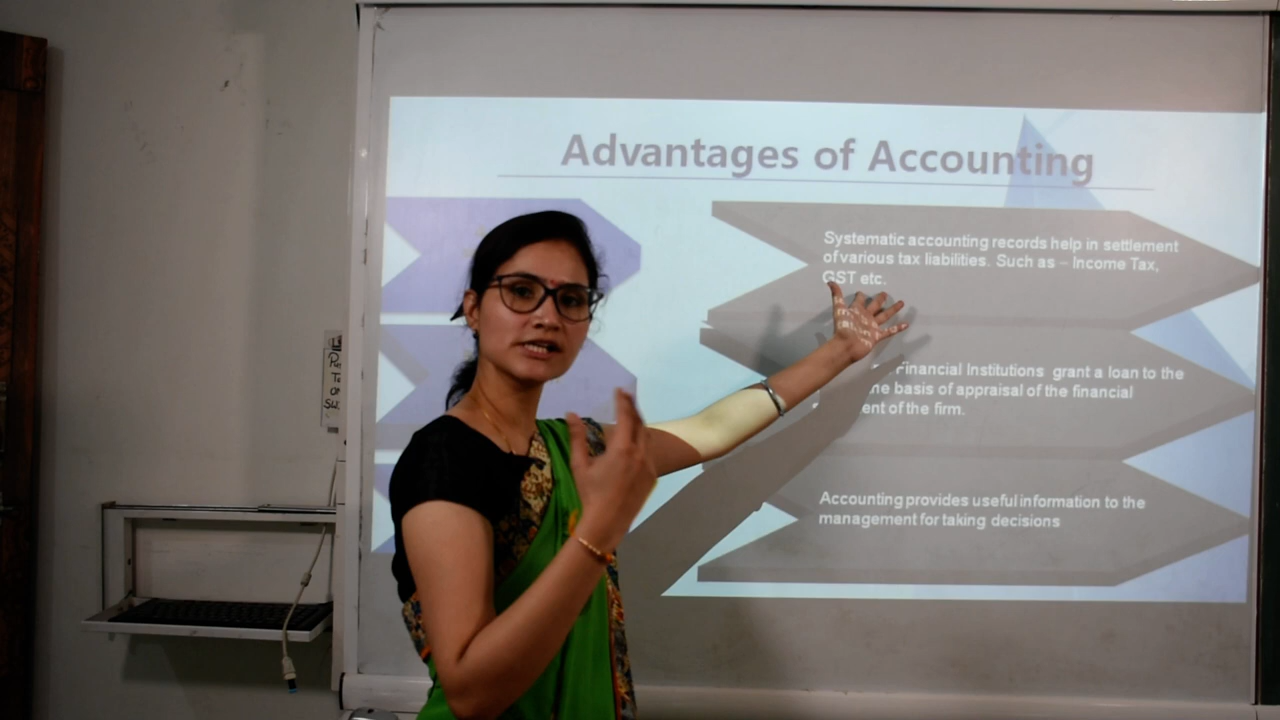 Advantages of Accounting
Systematic accounting records help in settlement
of various tax liabilities. Such as – Income Tax,
GST etc.
Financial Institutions grant a loan to the
basis of appraisal of the financial
of the firm.
Accounting provides useful information to the
management for taking decisions